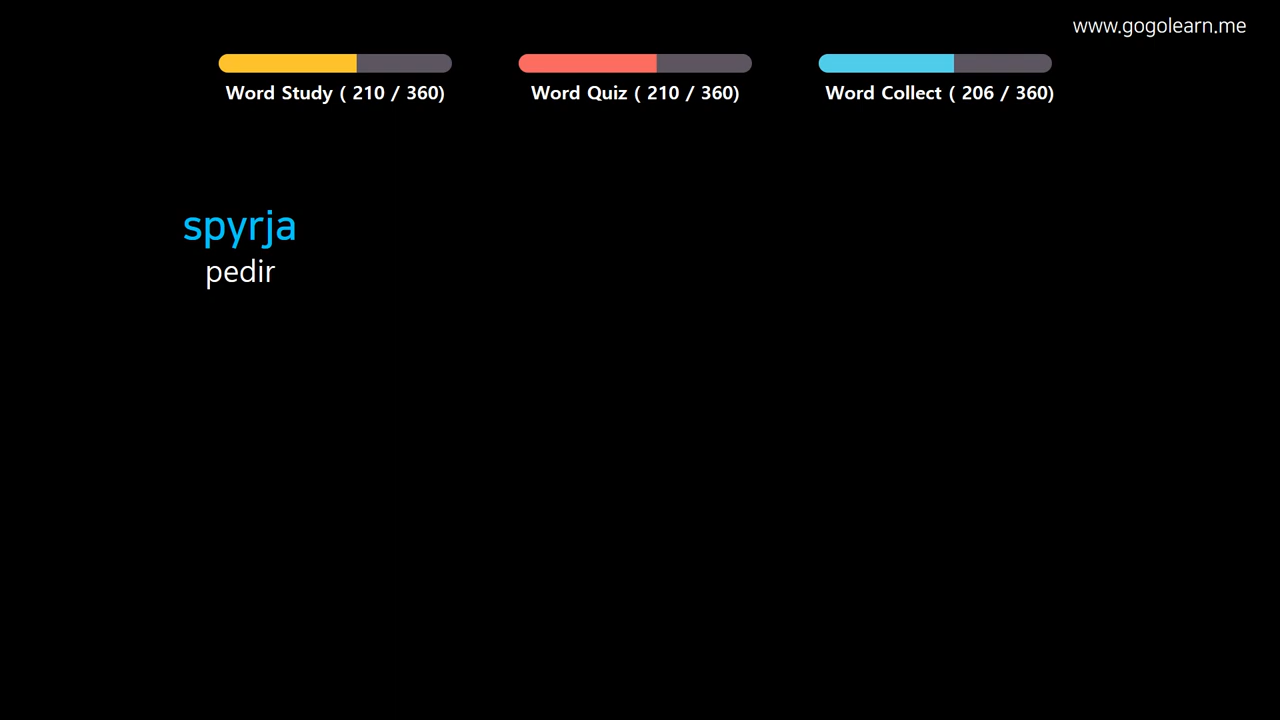 www.gogolearn.me
Word Study ( 210 / 360)
Word Quiz ( 210 / 360)
Word Collect ( 206 / 360)
spyrja
pedir